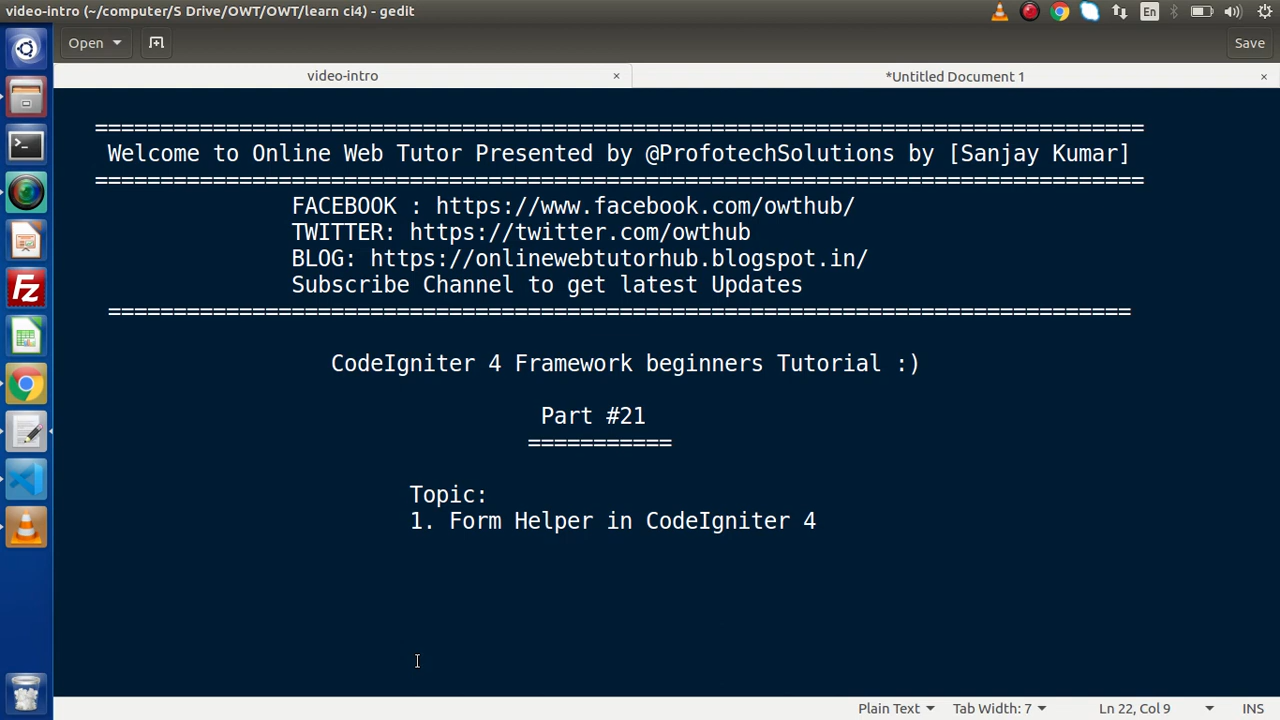 video-intro (~/computer/S Drive/OWT/OWT/learn ci4) - gedit
En
Open
Save
video-intro ×
*Untitled Document 1 ×
================================================================================
Welcome to Online Web Tutor Presented by @ProfotechSolutions by [Sanjay Kumar]
================================================================================
FACEBOOK : https://www.facebook.com/owthub/
TWITTER: https://twitter.com/owthub
BLOG: https://onlinewebtutorhub.blogspot.in/
Subscribe Channel to get latest Updates
==============================================================================
CodeIgniter 4 Framework beginners Tutorial :)
Part #21
===========
Topic:
1. Form Helper in CodeIgniter 4
Plain Text Tab Width: 7 Ln 22, Col 9 INS